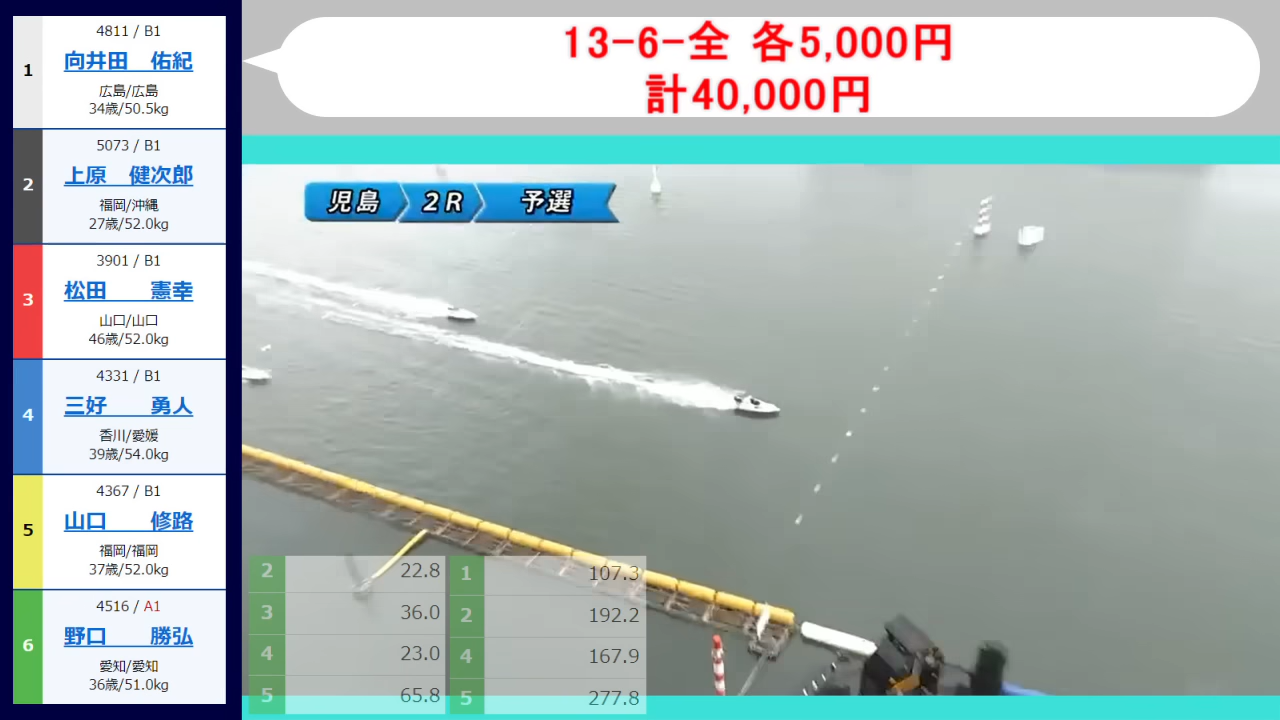 13-6-全 各5,000円
計40,000円
1
4811 / B1
向井田 佑紀
広島/広島
34歳/50.5kg
2
5073 / B1
上原 健次郎
福岡/沖縄
27歳/52.0kg
3
3901 / B1
松田 憲幸
山口/山口
46歳/52.0kg
4
4331 / B1
三好 勇人
香川/愛媛
39歳/54.0kg
5
4367 / B1
山口 修路
福岡/福岡
37歳/52.0kg
6
4516 / A1
野口 勝弘
愛知/愛知
36歳/51.0kg
児島 2R 予選
2 22.8
3 36.0
4 23.0
5 65.8
1 107.3
2 192.2
4 167.9
5 277.8